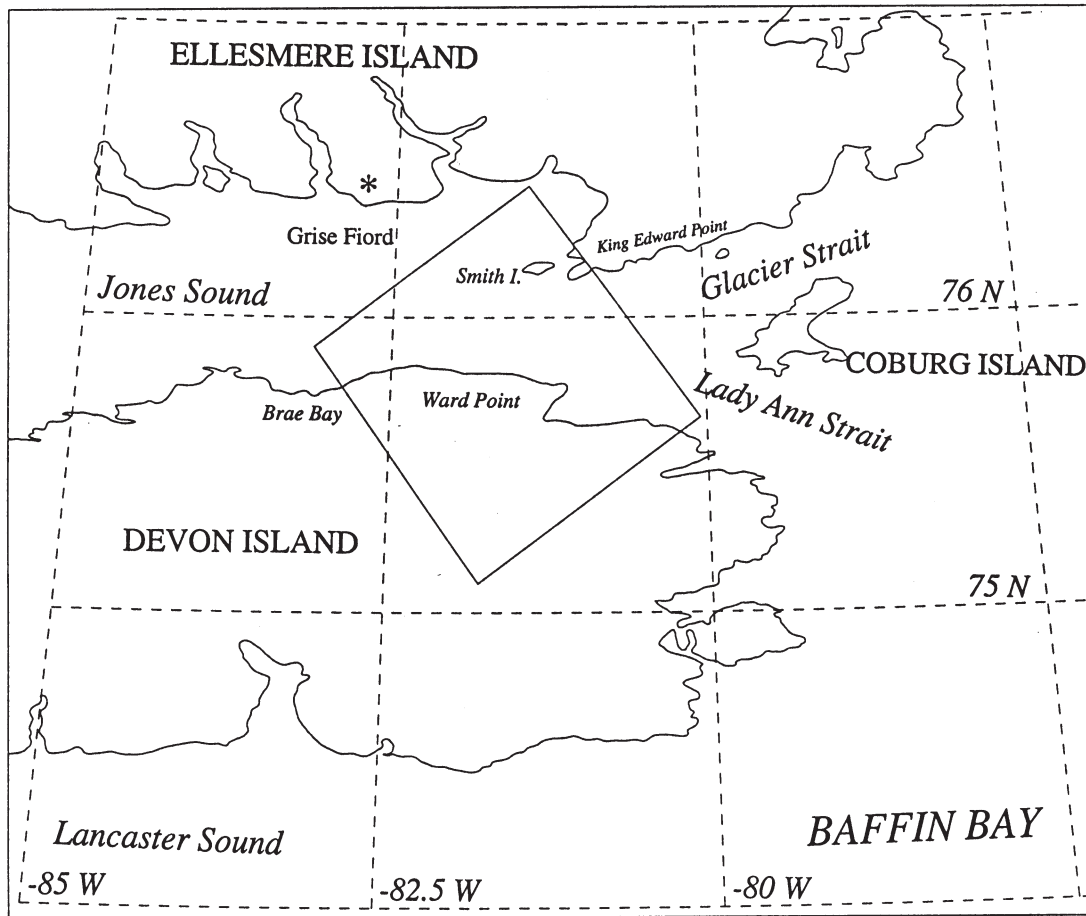 ELLESMERE ISLAND
*
Grise Fiord
King Edward Point
Smith I.
Glacier Strait
Jones Sound
76 N
COBURG ISLAND
Lady Ann Strait
Brae Bay
Ward Point
DEVON ISLAND
75 N
Lancaster Sound
BAFFIN BAY
-85 W
-82.5 W
-80 W